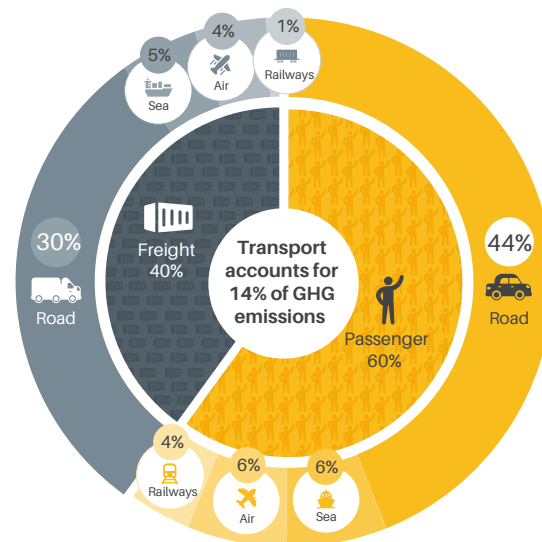 5%
Sea
4%
Air
1%
Railways
30%
Road
Freight
40%
Transport
accounts for
14% of GHG
emissions
Passenger
60%
44%
Road
4%
Railways
6%
Air
6%
Sea